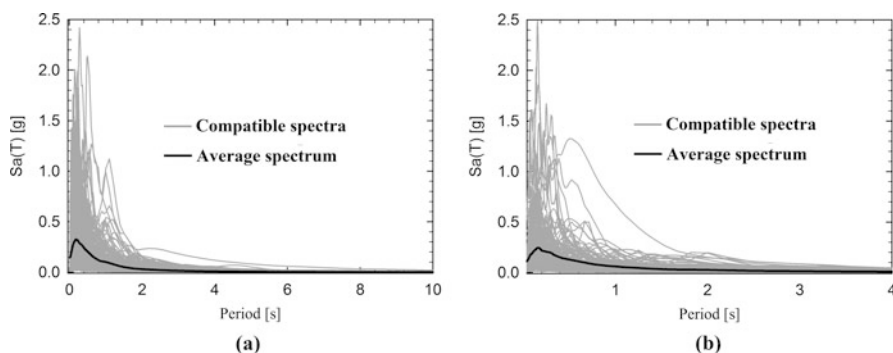 2.5
2.0
1.5
1.0
0.5
0.0
Sa(T) [g]
Compatible spectra
Average spectrum
0 2 4 6 8 10
Period [s]
(a)
2.5
2.0
1.5
1.0
0.5
0.0
Sa(T) [g]
Compatible spectra
Average spectrum
1 2 3 4
Period [s]
(b)